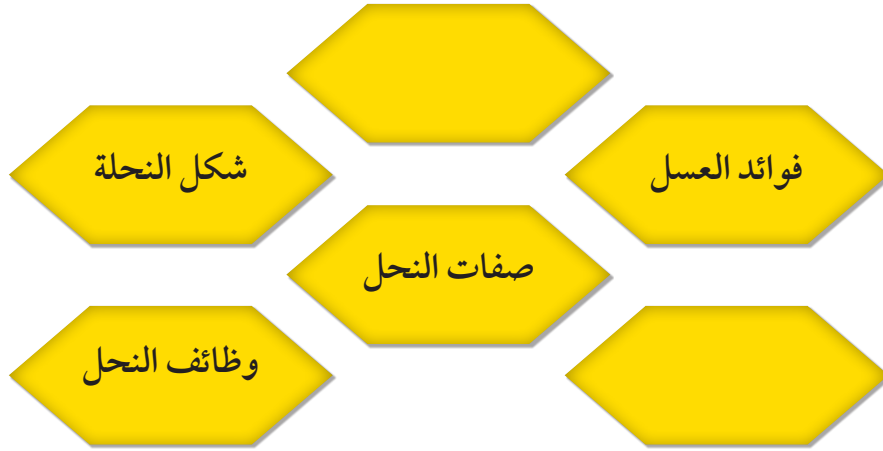 فوائد العسل
شكل النحلة
صفات النحل
وظائف النحل